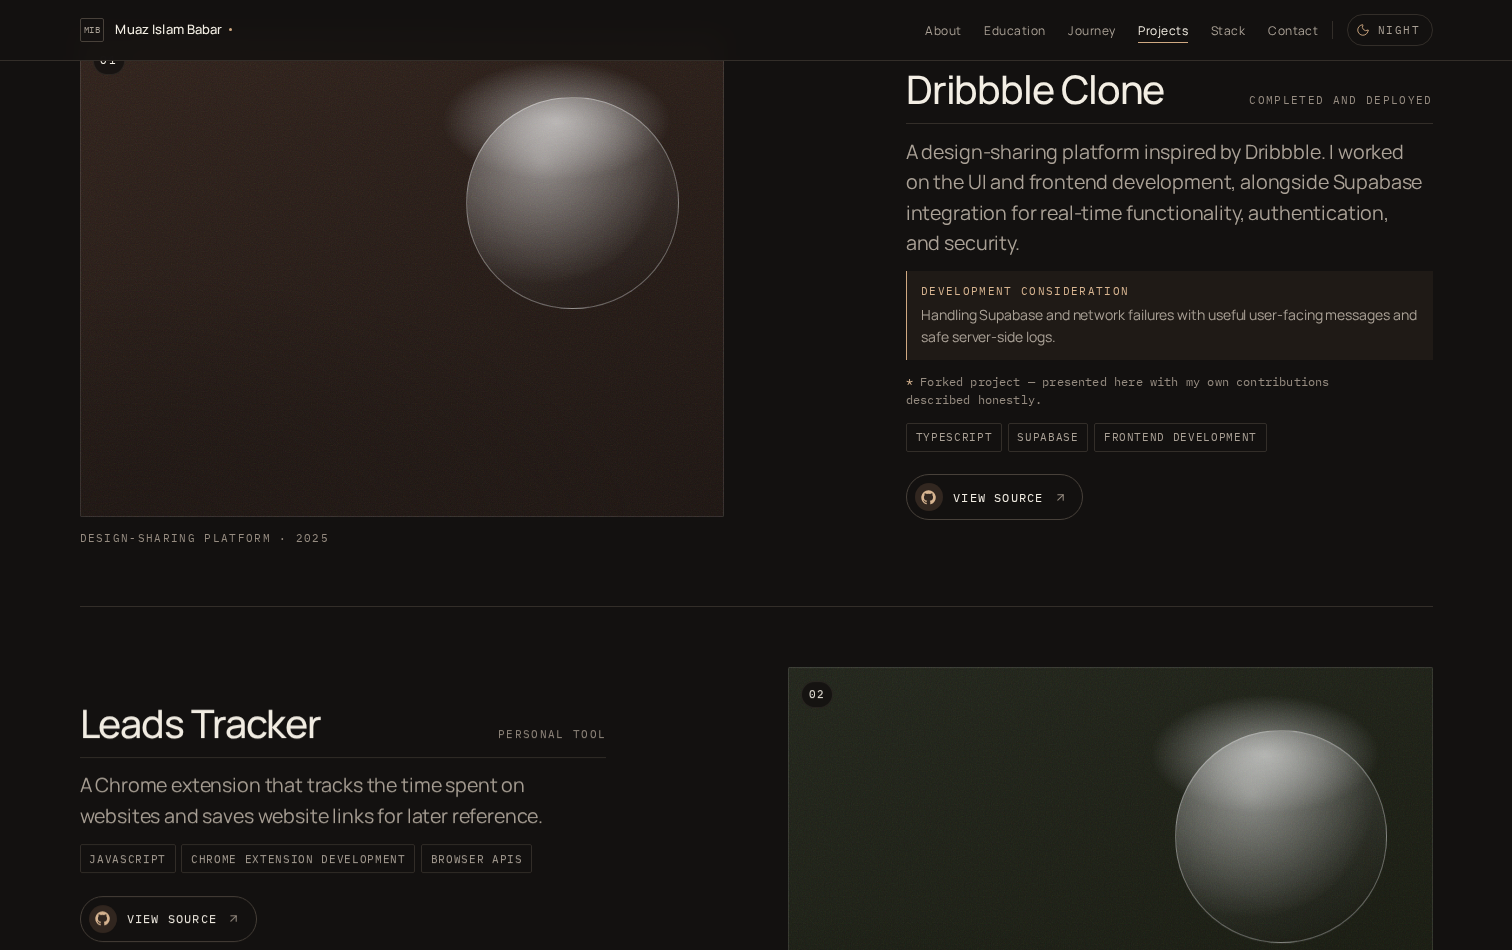 MIB
Muaz Islam Babar
About
Education
Journey
Projects
Stack
Contact
NIGHT
01
Dribbble Clone
COMPLETED AND DEPLOYED
A design-sharing platform inspired by Dribbble. I worked
on the UI and frontend development, alongside Supabase
integration for real-time functionality, authentication,
and security.
DEVELOPMENT CONSIDERATION
Handling Supabase and network failures with useful user-facing messages and
safe server-side logs.
* Forked project — presented here with my own contributions
described honestly.
TYPESCRIPT
SUPABASE
FRONTEND DEVELOPMENT
VIEW SOURCE
DESIGN-SHARING PLATFORM · 2025
Leads Tracker
PERSONAL TOOL
A Chrome extension that tracks the time spent on
websites and saves website links for later reference.
JAVASCRIPT
CHROME EXTENSION DEVELOPMENT
BROWSER APIS
VIEW SOURCE
02